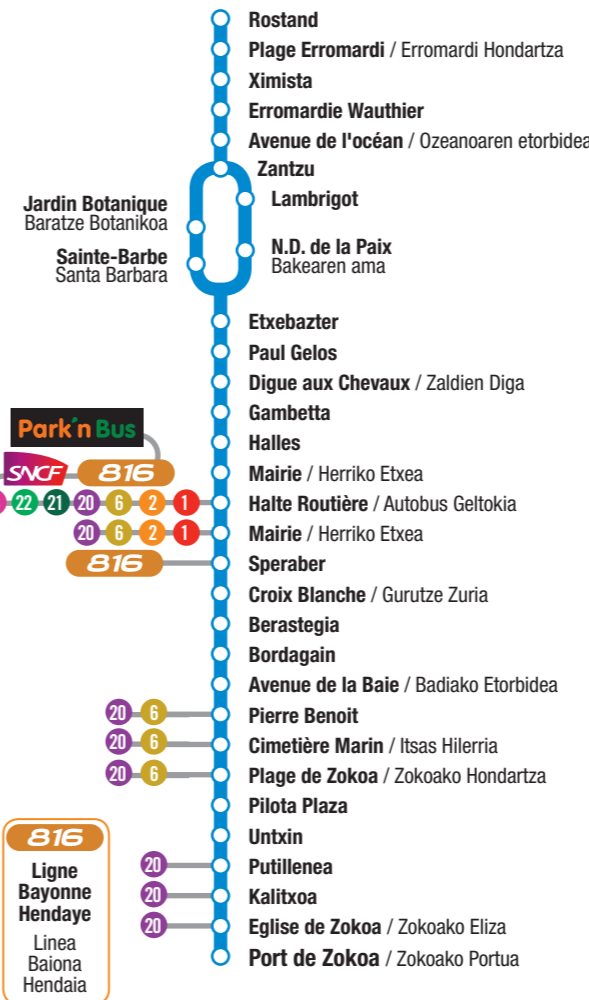 Rostand
Plage Erromardi / Erromardi Hondartza
Ximista
Erromardie Wauthier
Avenue de l'océan / Ozeanoaren etorbidea
Zantzu
Lambrigot
Jardin Botanique
Baratze Botanikoa
N.D. de la Paix
Bakearen ama
Sainte-Barbe
Santa Barbara
Etxebazter
Paul Gelos
Digue aux Chevaux / Zaldien Diga
Gambetta
Park'n Bus
Halles
SNCF 816 Mairie / Herriko Etxea
22 21 20 6 2 1 Halte Routière / Autobus Geltokia
20 6 2 1 Mairie / Herriko Etxea
816 Speraber
Croix Blanche / Gurutze Zuria
Berastegia
Bordagain
Avenue de la Baie / Badiako Etorbidea
20 6 Pierre Benoit
20 6 Cimetière Marin / Itsas Hilerria
20 6 Plage de Zokoa / Zokoako Hondartza
Pilota Plaza
Untxin
20 Putillenea
20 Kalitxoa
20 Eglise de Zokoa / Zokoako Eliza
Port de Zokoa / Zokoako Portua
816
Ligne
Bayonne
Hendaye
Linea
Baiona
Hendaia